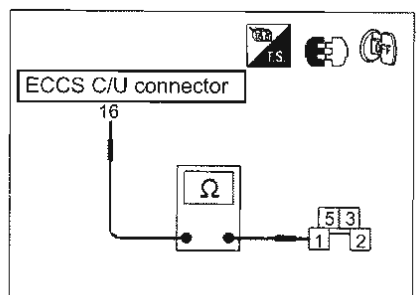 T.S.
OFF
ECCS C/U connector
16
Ω
5 3
1 2